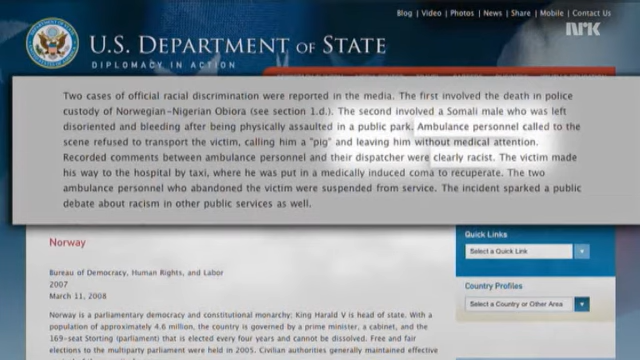 Blog | Video | Photos | News | Share | Mobile | Contact Us
NRK
U.S. DEPARTMENT OF STATE
DIPLOMACY IN ACTION
Two cases of official racial discrimination were reported in the media. The first involved the death in police
custody of Norwegian-Nigerian Obiora (see section 1.d.). The second involved a Somali male who was left
disoriented and bleeding after being physically assaulted in a public park. Ambulance personnel called to the
scene refused to transport the victim, calling him a "pig" and leaving him without medical attention.
Recorded comments between ambulance personnel and their dispatcher were clearly racist. The victim made
his way to the hospital by taxi, where he was put in a medically induced coma to recuperate. The two
ambulance personnel who abandoned the victim were suspended from service. The incident sparked a public
debate about racism in other public services as well.
Norway
Quick Links
Select a Quick Link
Bureau of Democracy, Human Rights, and Labor
2007
March 11, 2008
Country Profiles
Select a Country or Other Area
Norway is a parliamentary democracy and constitutional monarchy; King Harald V is head of state. With a
population of approximately 4.6 million, the country is governed by a prime minister, a cabinet, and the
169-seat Storting (parliament) that is elected every four years and cannot be dissolved. Free and fair
elections to the multiparty parliament were held in 2005. Civilian authorities generally maintained effective